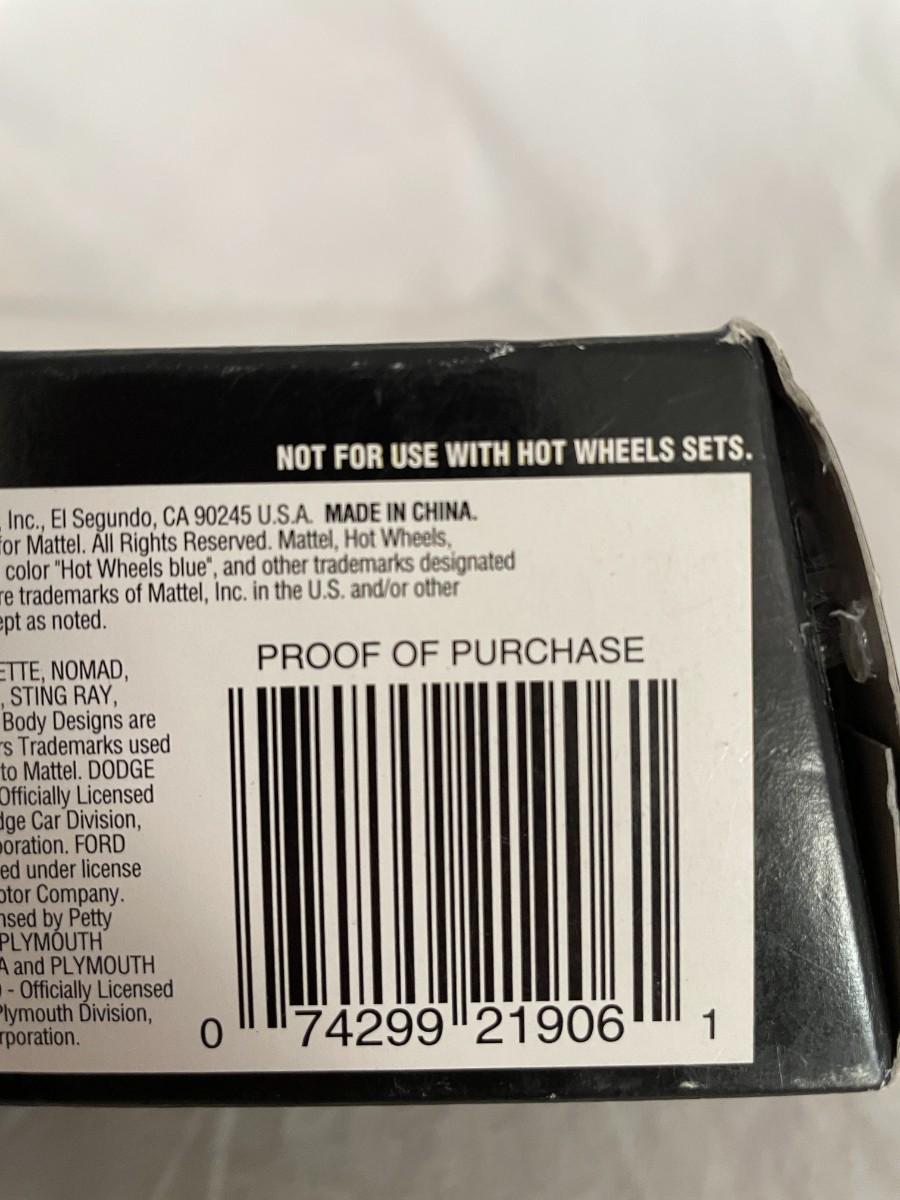 NOT FOR USE WITH HOT WHEELS SETS.
, Inc., El Segundo, CA 90245 U.S.A. MADE IN CHINA.
for Mattel. All Rights Reserved. Mattel, Hot Wheels,
color "Hot Wheels blue", and other trademarks designated
re trademarks of Mattel, Inc. in the U.S. and/or other
ept as noted.
PROOF OF PURCHASE
ETTE, NOMAD,
, STING RAY,
Body Designs are
rs Trademarks used
to Mattel. DODGE
Officially Licensed
dge Car Division,
poration. FORD
ed under license
otor Company.
nsed by Petty
PLYMOUTH
A and PLYMOUTH
- Officially Licensed
Plymouth Division,
rporation.
0 74299 21906 1